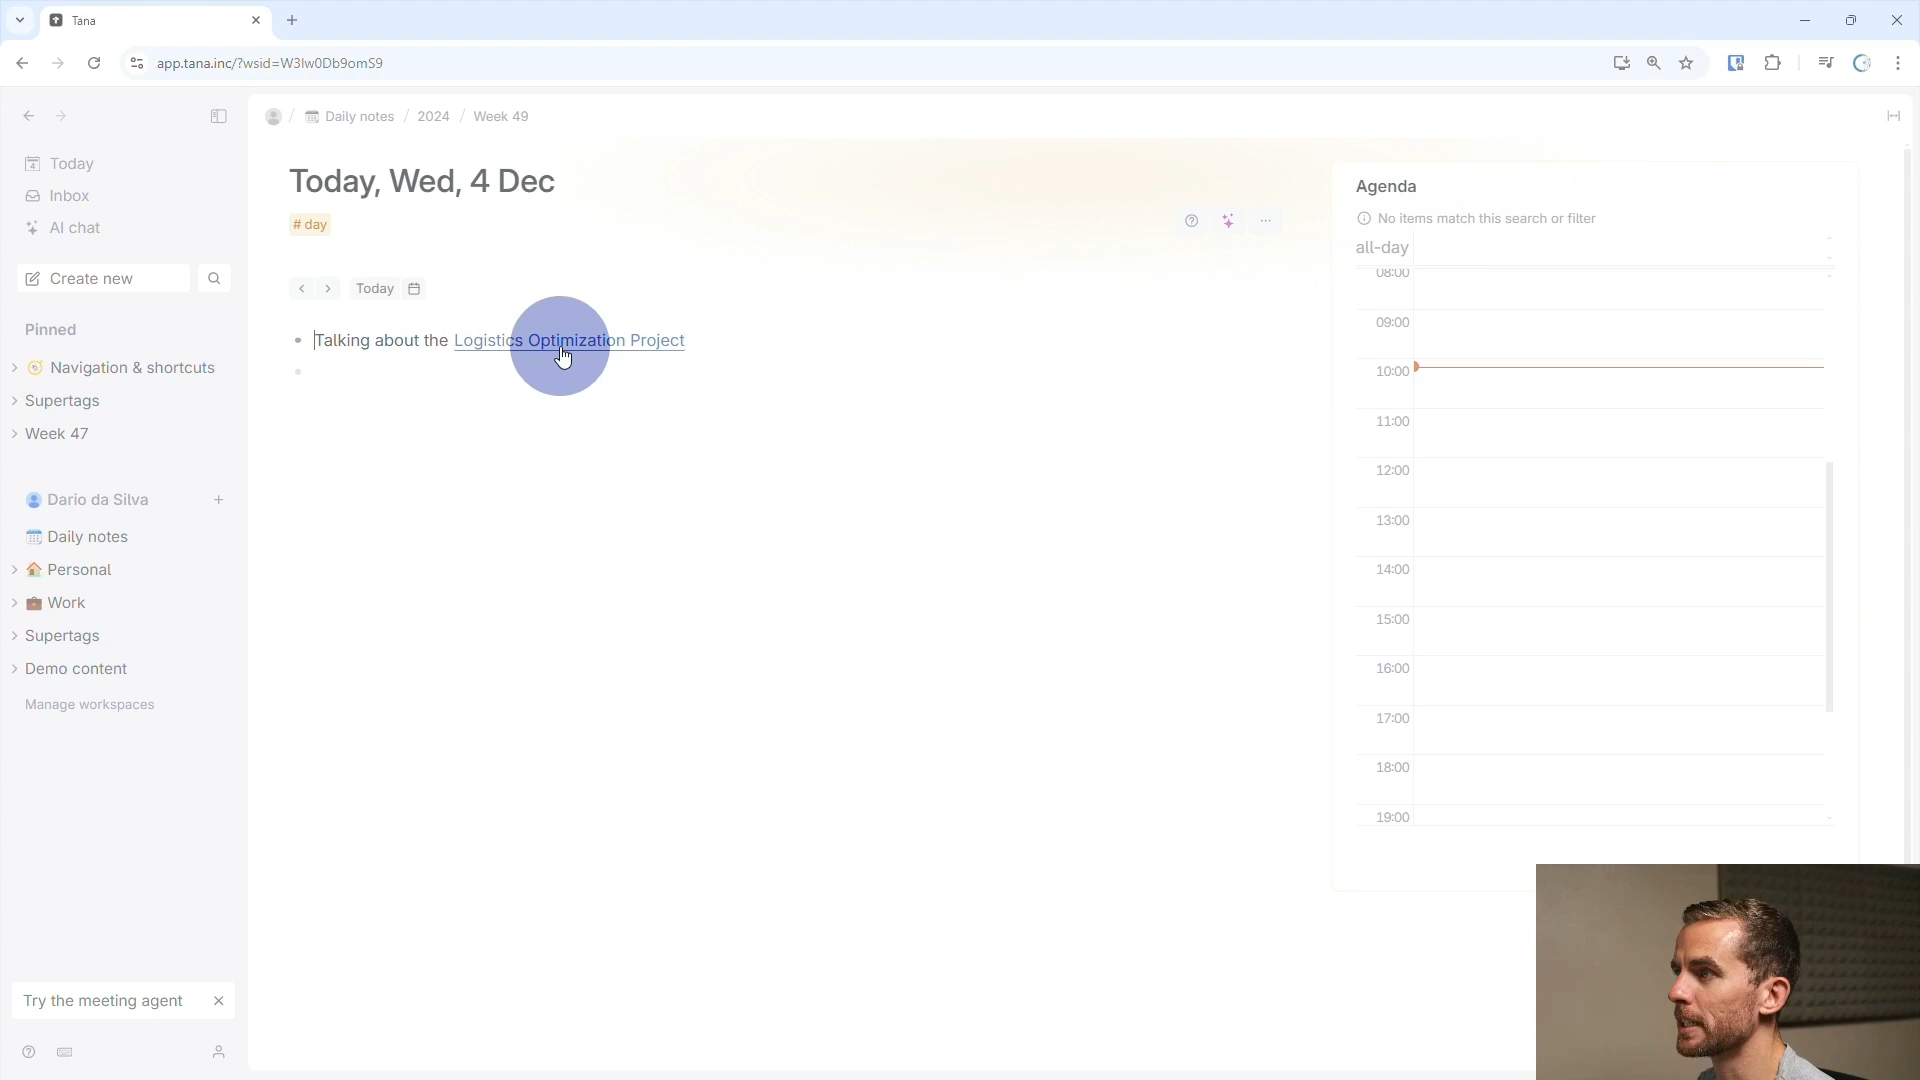 Tana
app.tana.inc/?wsid=W3lw0Db9omS9
Daily notes / 2024 / Week 49
Today
Inbox
AI chat
Create new
Pinned
Navigation & shortcuts
Supertags
Week 47
Dario da Silva
Daily notes
Personal
Work
Supertags
Demo content
Manage workspaces
Try the meeting agent
Today, Wed, 4 Dec
# day
Today
Talking about the Logistics Optimization Project
Agenda
No items match this search or filter
all-day
08:00
09:00
10:00
11:00
12:00
13:00
14:00
15:00
16:00
17:00
18:00
19:00